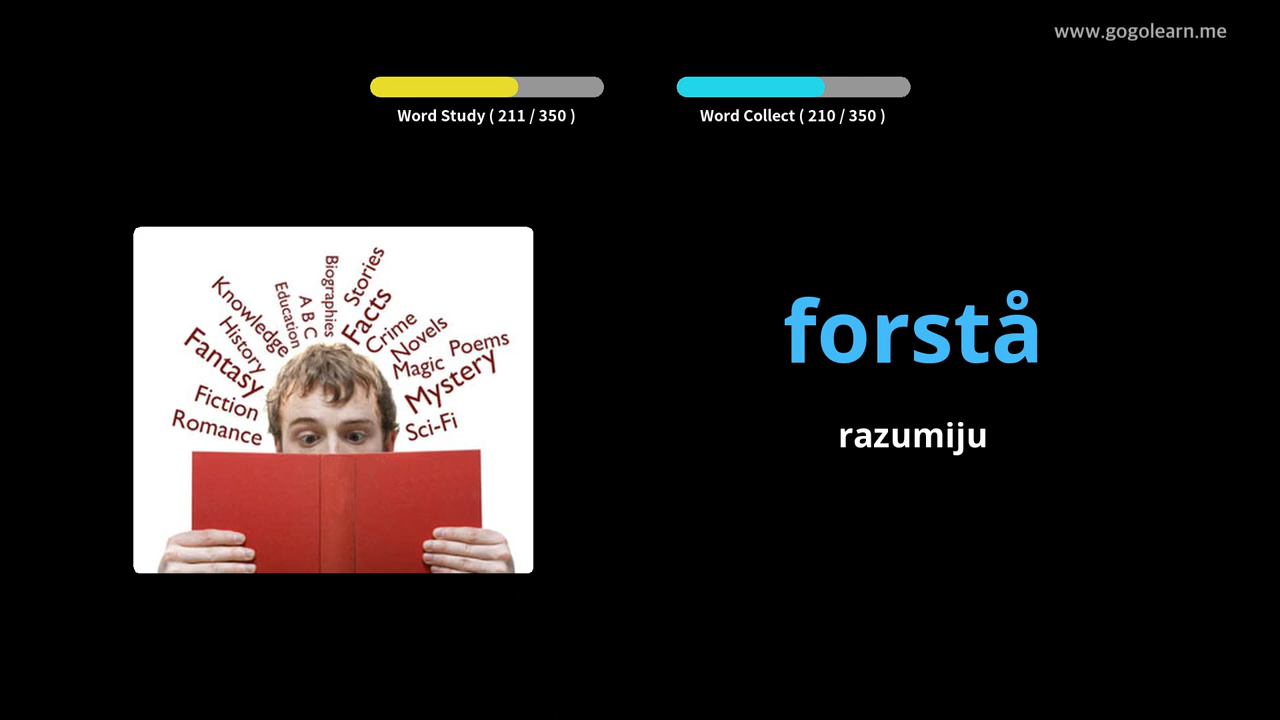 www.gogolearn.me
Word Study ( 211 / 350 )
Word Collect ( 210 / 350 )
Biographies
Stories
Education
A B C
Facts
Knowledge
Crime
History
Novels
Fantasy
Magic
Poems
Mystery
Fiction
Romance
Sci-Fi
forstå
razumiju